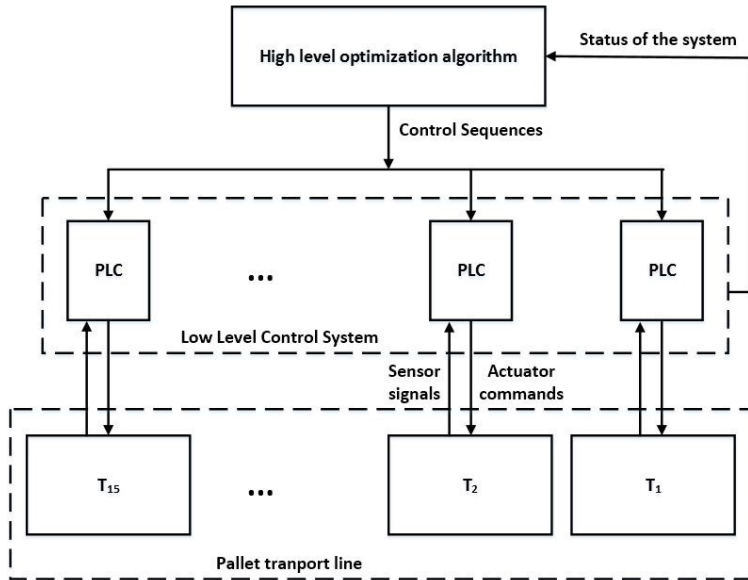 Status of the system
High level optimization algorithm
Control Sequences
PLC
...
PLC
PLC
Low Level Control System
Sensor
signals
Actuator
commands
T₁₅
...
T₂
T₁
Pallet tranport line